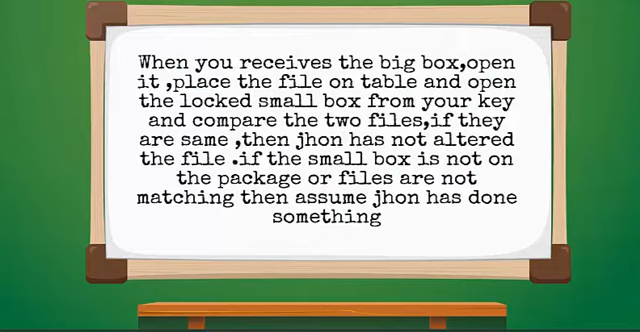 When you receives the big box,open
it ,place the file on table and open
the locked small box from your key
and compare the two files,if they
are same ,then jhon has not altered
the file .if the small box is not on
the package or files are not
matching then assume jhon has done
something